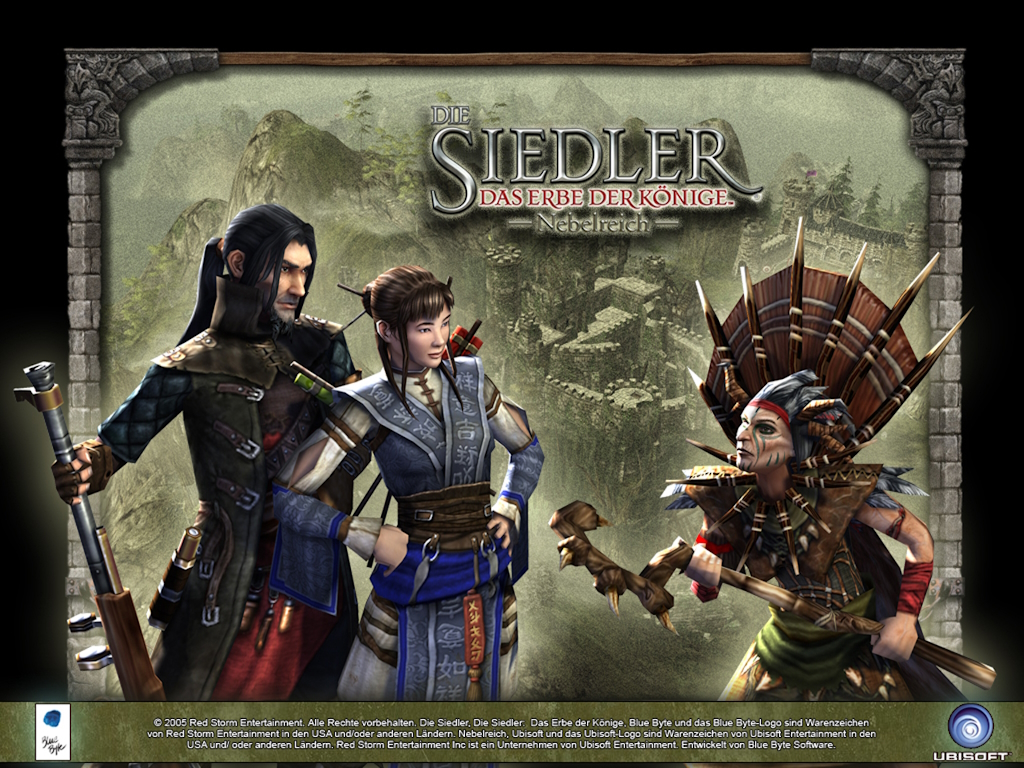 DIE
SIEDLER
DAS ERBE DER KÖNIGE™
Nebelreich
© 2005 Red Storm Entertainment. Alle Rechte vorbehalten. Die Siedler, Die Siedler: Das Erbe der Könige, Blue Byte und das Blue Byte-Logo sind Warenzeichen
von Red Storm Entertainment in den USA und/oder anderen Ländern. Nebelreich, Ubisoft und das Ubisoft-Logo sind Warenzeichen von Ubisoft Entertainment in den
USA und/ oder anderen Ländern. Red Storm Entertainment Inc ist ein Unternehmen von Ubisoft Entertainment. Entwickelt von Blue Byte Software.
Blue
Byte
UBISOFT